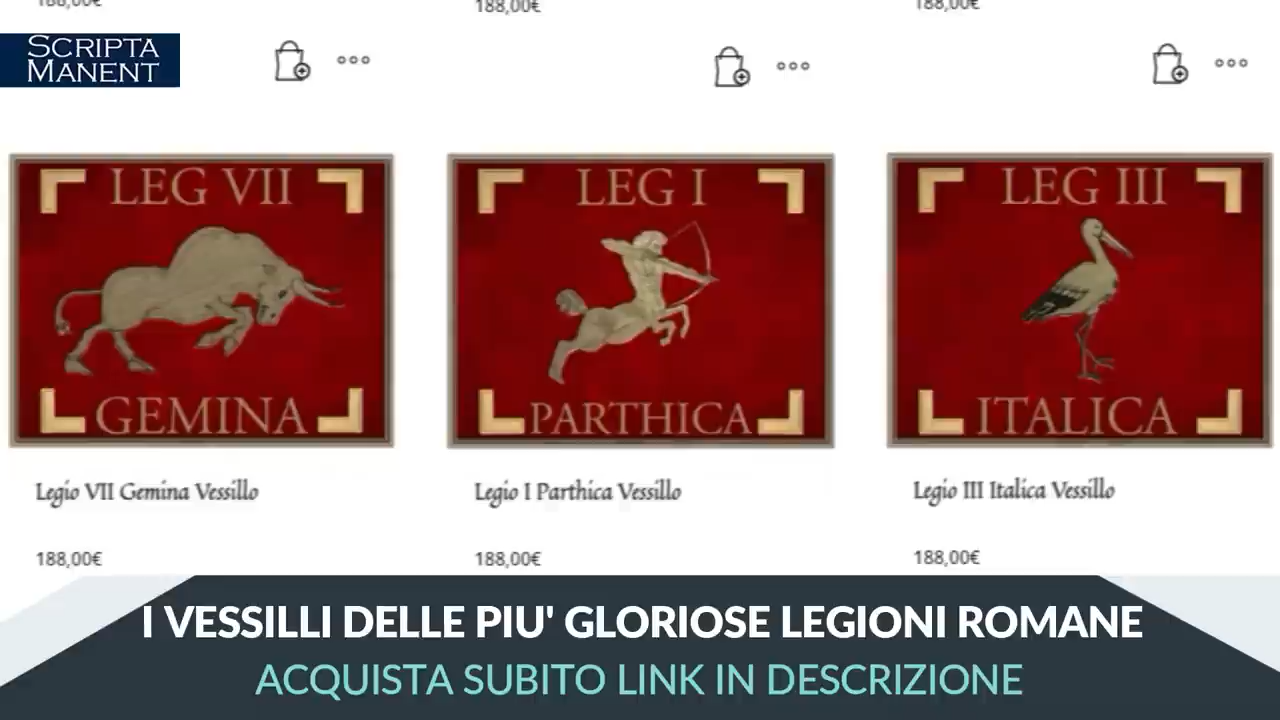 188,00€
188,00€
188,00€
SCRIPTA
MANENT
LEG VII
GEMINA
LEG I
PARTHICA
LEG III
ITALICA
Legio VII Gemina Vessillo
Legio I Parthica Vessillo
Legio III Italica Vessillo
188,00€
188,00€
188,00€
I VESSILLI DELLE PIU' GLORIOSE LEGIONI ROMANE
ACQUISTA SUBITO LINK IN DESCRIZIONE